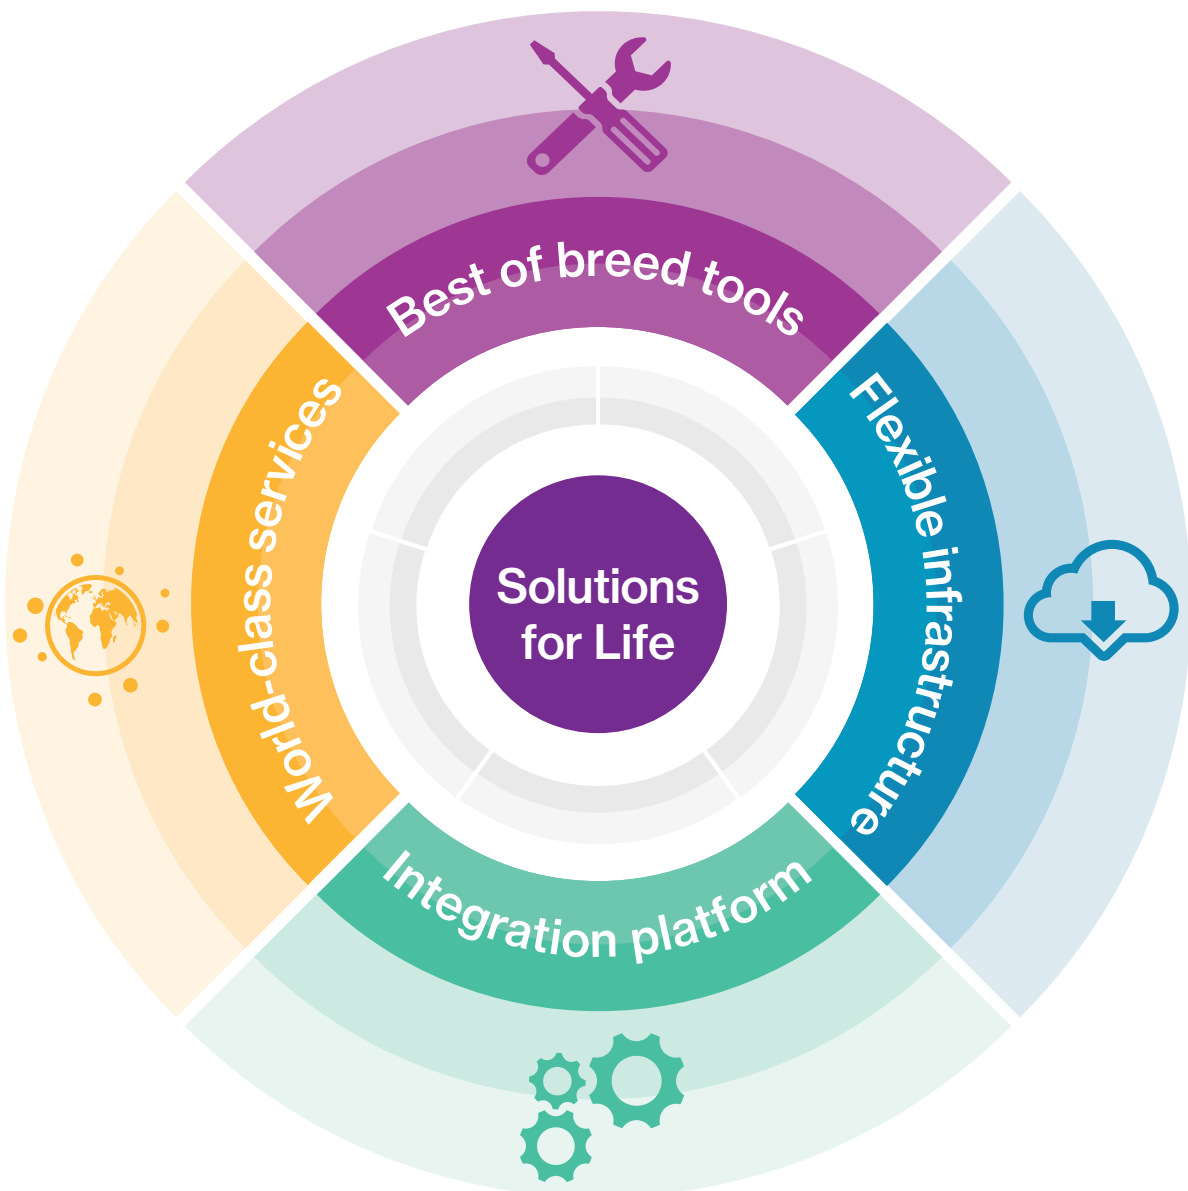 Best of breed tools
Flexible infrastructure
Integration platform
World-class services
Solutions
for Life